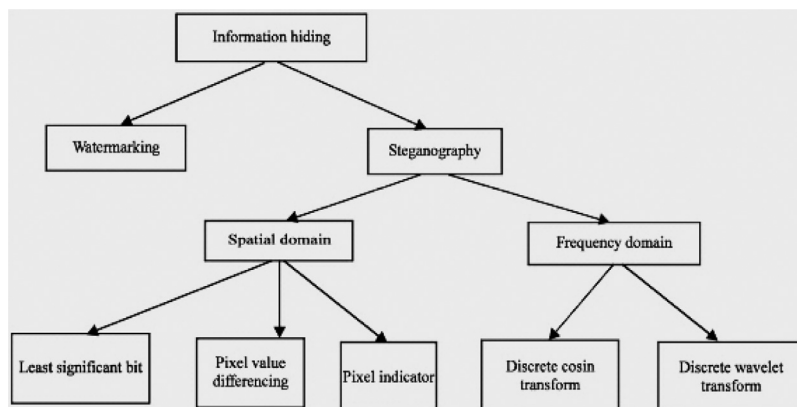 Information hiding
Watermarking
Steganography
Spatial domain
Frequency domain
Least significant bit
Pixel value
differencing
Pixel indicator
Discrete cosin
transform
Discrete wavelet
transform